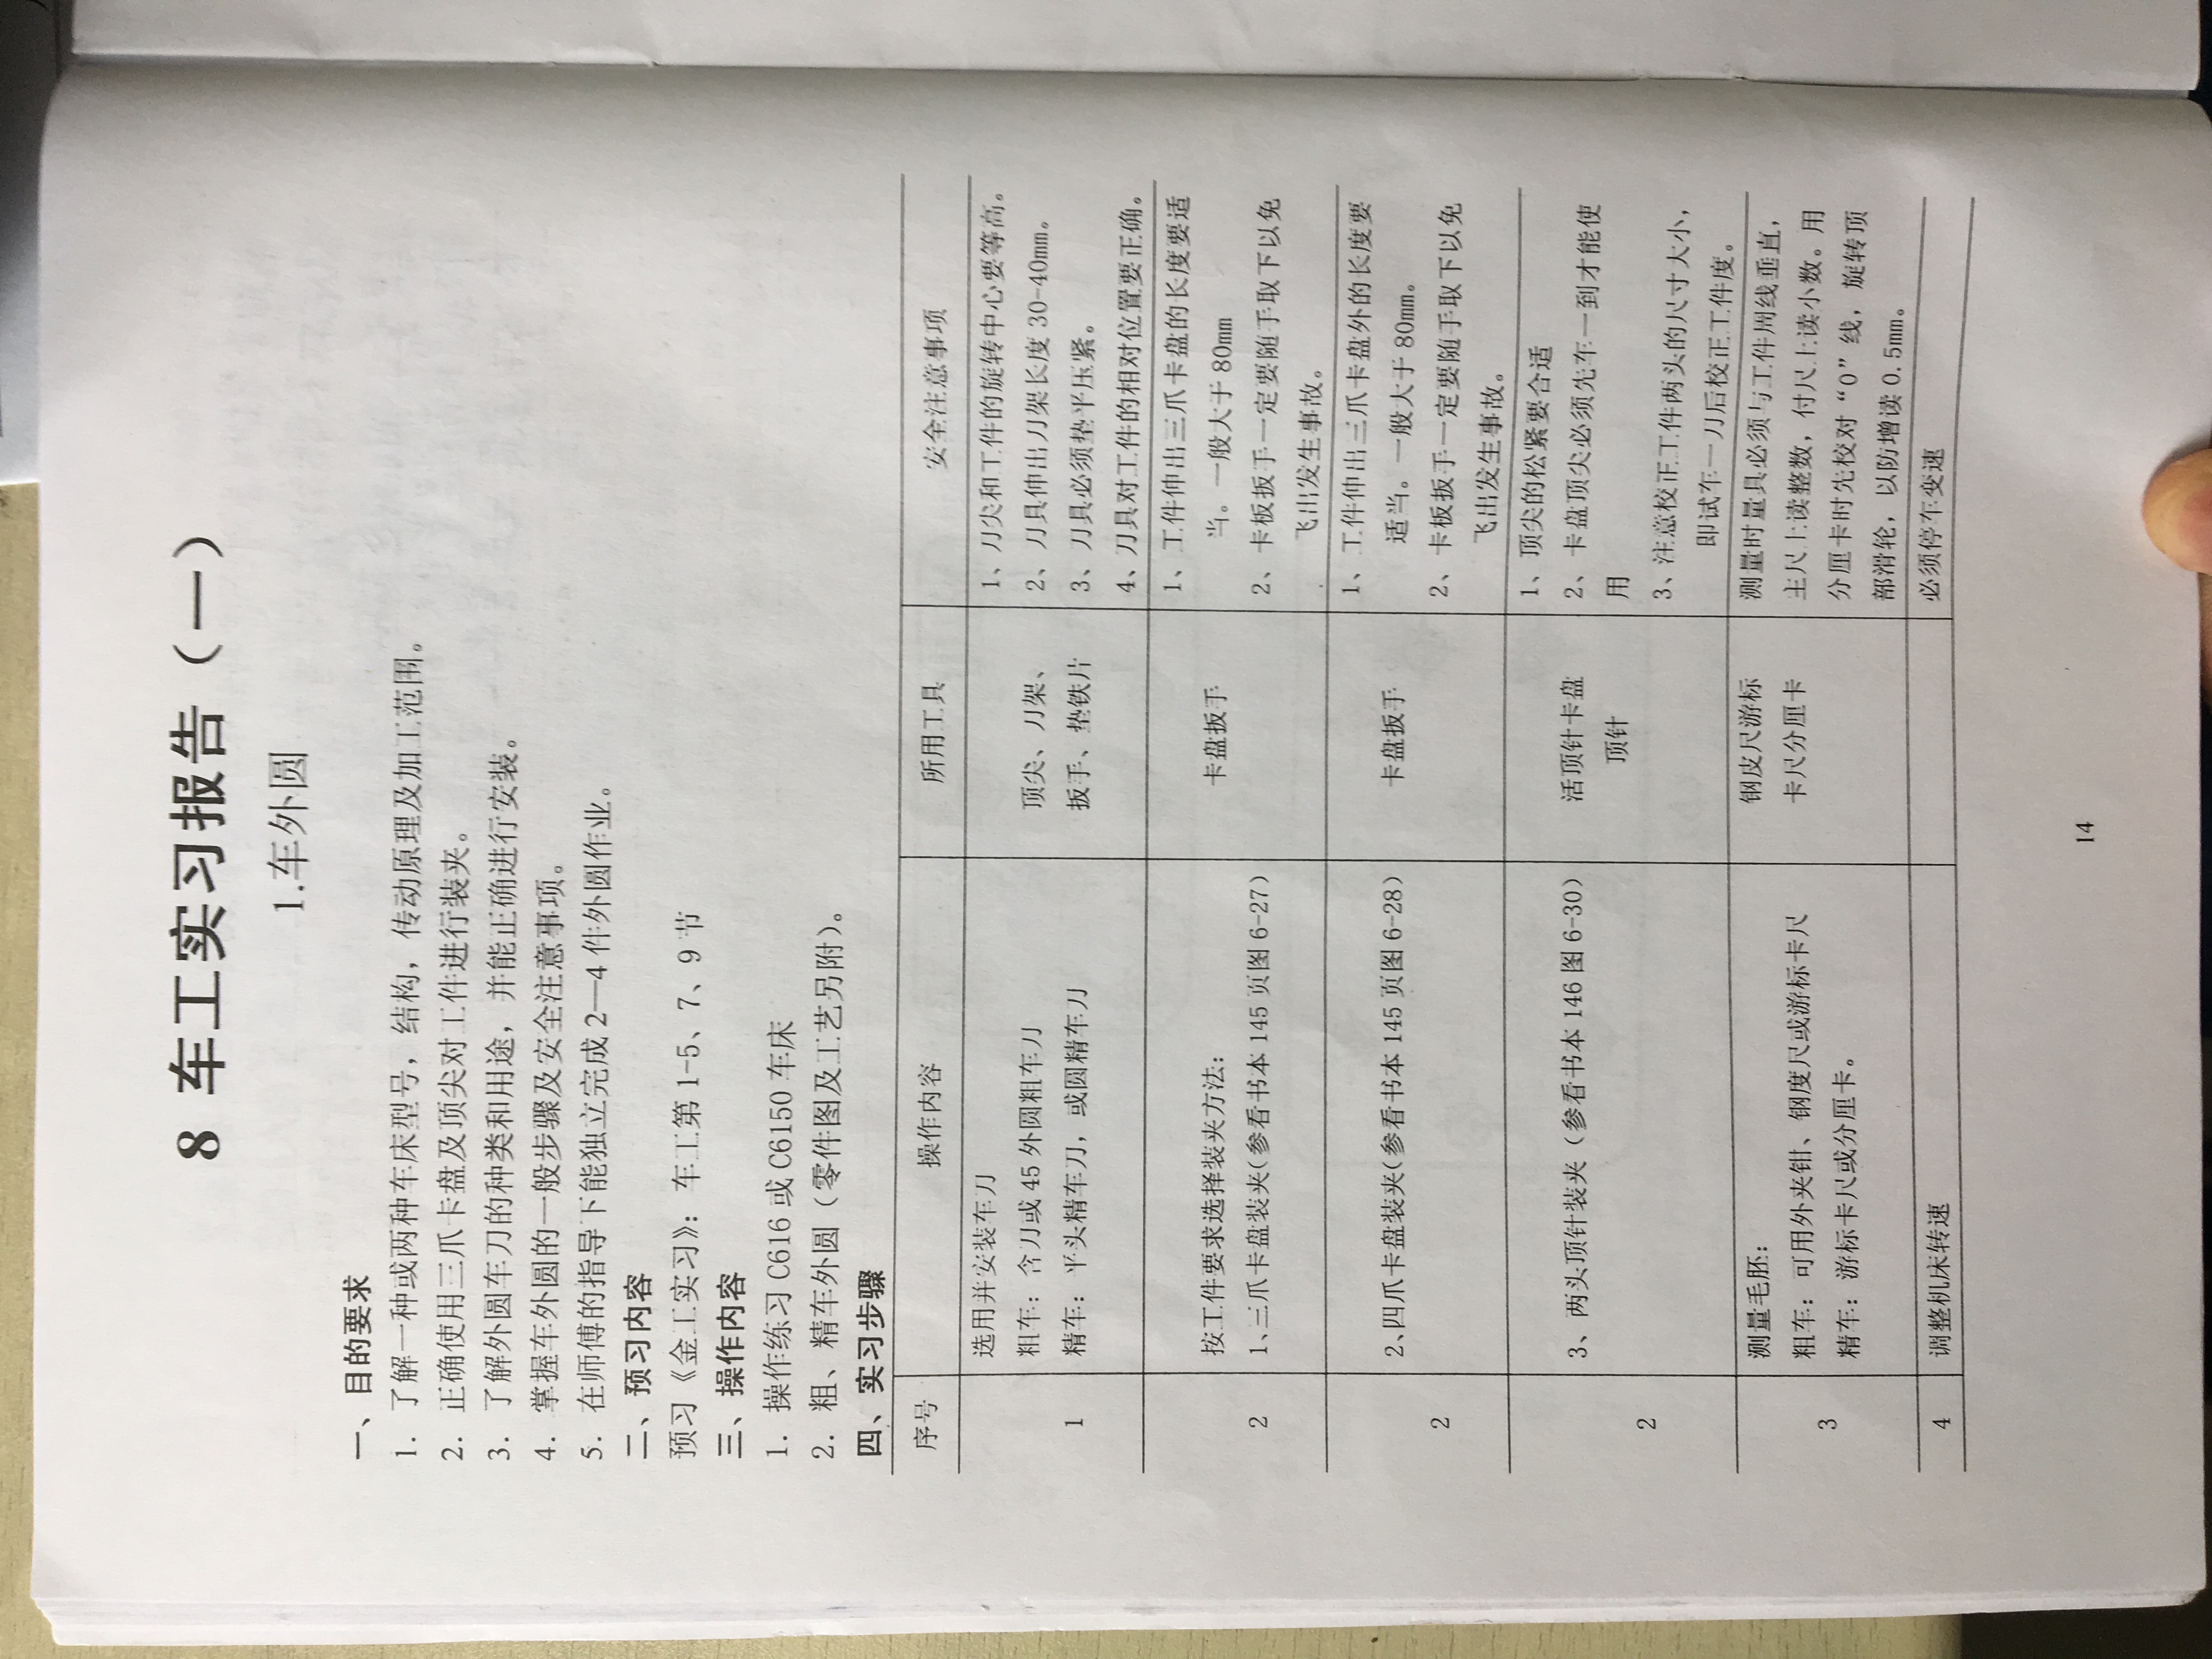 8 车工实习报告（一）
1.车外圆
一、目的要求
1. 了解一种或两种车床型号，结构，传动原理及加工范围。
2. 正确使用三爪卡盘及顶尖对工件进行装夹。
3. 了解外圆车刀的种类和用途，并能正确进行安装。
4. 掌握车外圆的一般步骤及安全注意事项。
5. 在师傅的指导下能独立完成 2—4 件外圆作业。
二、预习内容
预习《金工实习》：车工第 1-5、7、9 节
三、操作内容
1. 操作练习 C616 或 C6150 车床
2. 粗、精车外圆（零件图及工艺另附）。
四、实习步骤
序号 操作内容 所用工具 安全注意事项
1
选用并安装车刀
粗车：含刀或 45 外圆粗车刀
精车：平头精车刀，或圆精车刀
顶尖、刀架、
扳手、垫铁片
1、刀尖和工件的旋转中心要等高。
2、刀具伸出刀架长度 30-40mm。
3、刀具必须垫平压紧。
4、刀具对工件的相对位置要正确。
2
按工件要求选择装夹方法：
1、三爪卡盘装夹（参看书本 145 页图 6-27）
卡盘扳手
1、工件伸出三爪卡盘的长度要适
当。一般大于 80mm
2、卡板扳手一定要随手取下以免
飞出发生事故。
2
2、四爪卡盘装夹（参看书本 145 页图 6-28）
卡盘扳手
1、工件伸出三爪卡盘外的长度要
适当。一般大于 80mm。
2、卡板扳手一定要随手取下以免
飞出发生事故。
2
3、两头顶针装夹（参看书本 146 图 6-30）
活顶针卡盘
顶针
1、顶尖的松紧要合适
2、卡盘顶尖必须先车一到才能使
用
3、注意校正工件两头的尺寸大小，
即试车一刀后校正工件度。
3
测量毛胚：
粗车：可用外夹钳、钢度尺或游标卡尺
精车：游标卡尺或分厘卡。
钢皮尺游标
卡尺分厘卡
测量时量具必须与工件周线垂直，
主尺上读整数，付尺上读小数。用
分厘卡时先校对“0”线，旋转顶
部滑轮，以防增读 0.5mm。
4 调整机床转速 必须停车变速
14